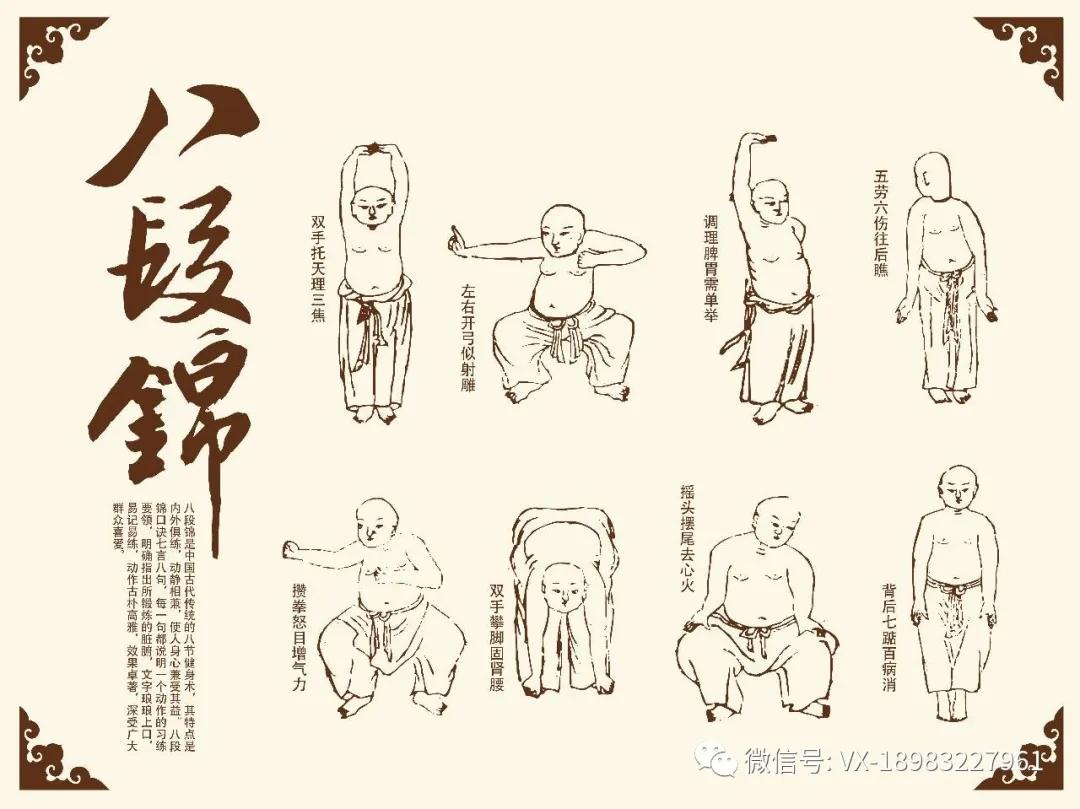 八段錦
八段锦是中国古代传统的八节健身术，其特点是
内外俱练，动静相兼，使人身心兼受其益。八段
锦口诀七言八句，每一句都说明一个动作的习练
要领，明确指出所锻炼的脏腑，文字琅琅上口，
易记易练，动作古朴高雅，效果卓著，深受广大
群众喜爱。
双手托天理三焦
左右开弓似射雕
调理脾胃需单举
五劳六伤往后瞧
攒拳怒目增气力
双手攀脚固肾腰
摇头摆尾去心火
背后七踮百病消
微信号: VX-18983227961